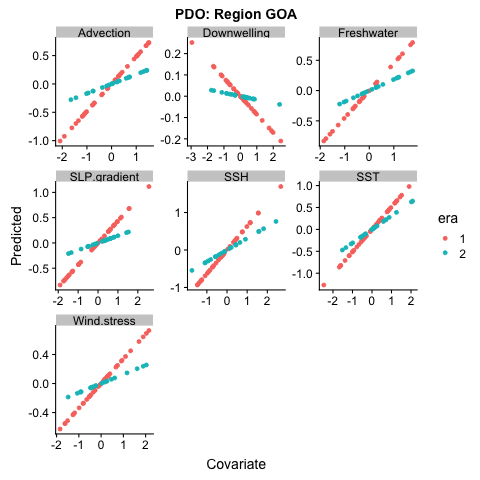 PDO: Region GOA
Advection
Downwelling
Freshwater
0.5
0.0
-0.5
-1.0
-2 -1 0 1
0.2
0.1
0.0
-0.1
-0.2
-3 -2 -1 0 1 2
0.5
0.0
-0.5
-2 -1 0 1
SLP.gradient
SSH
SST
1.0
0.5
0.0
-0.5
-2 -1 0 1 2
1
0
-1
-1 0 1 2
1.0
0.5
0.0
-0.5
-1.0
-2 -1 0 1 2
Wind.stress
0.4
0.0
-0.4
-2 -1 0 1 2
Predicted
Covariate
era
1
2